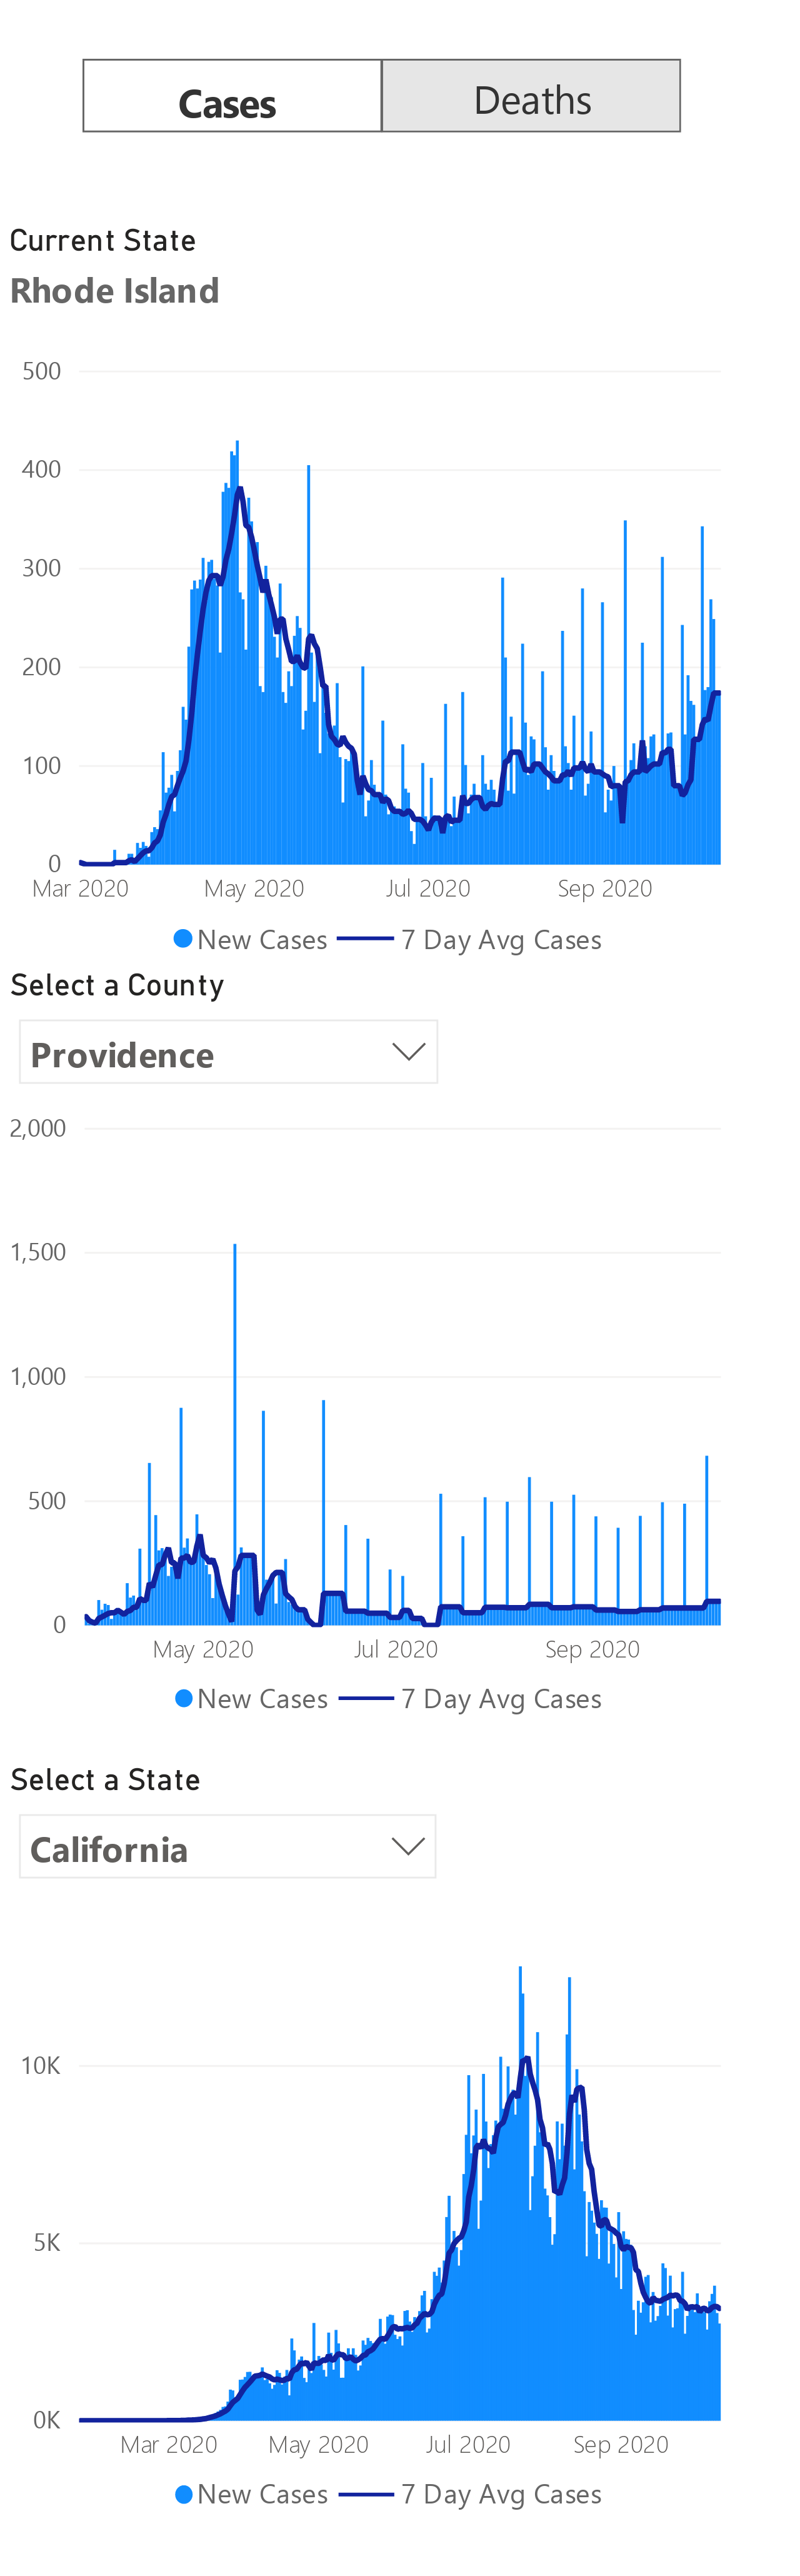 Cases Deaths
Current State
Rhode Island
500
400
300
200
100
0
Mar 2020 May 2020 Jul 2020 Sep 2020
New Cases 7 Day Avg Cases
Select a County
Providence
2,000
1,500
1,000
500
0
May 2020 Jul 2020 Sep 2020
New Cases 7 Day Avg Cases
Select a State
California
10K
5K
0K
Mar 2020 May 2020 Jul 2020 Sep 2020
New Cases 7 Day Avg Cases